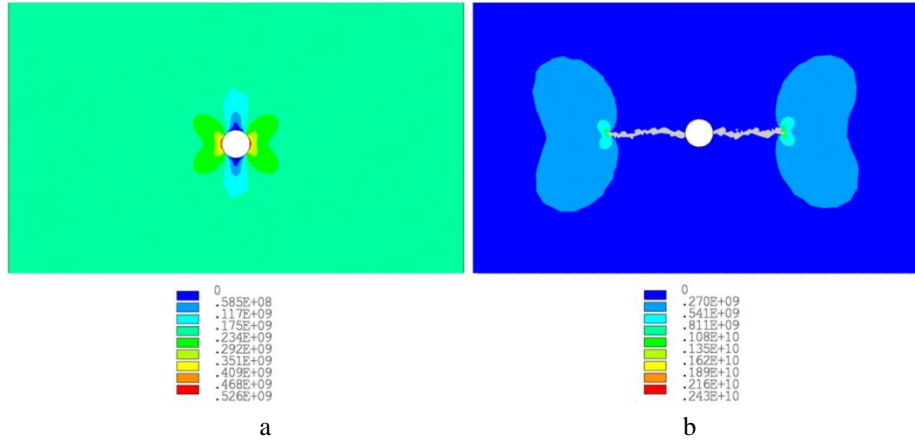 0
.585E+08
.117E+09
.175E+09
.234E+09
.292E+09
.351E+09
.409E+09
.468E+09
.526E+09
0
.270E+09
.541E+09
.811E+09
.108E+10
.135E+10
.162E+10
.189E+10
.216E+10
.243E+10
a
b